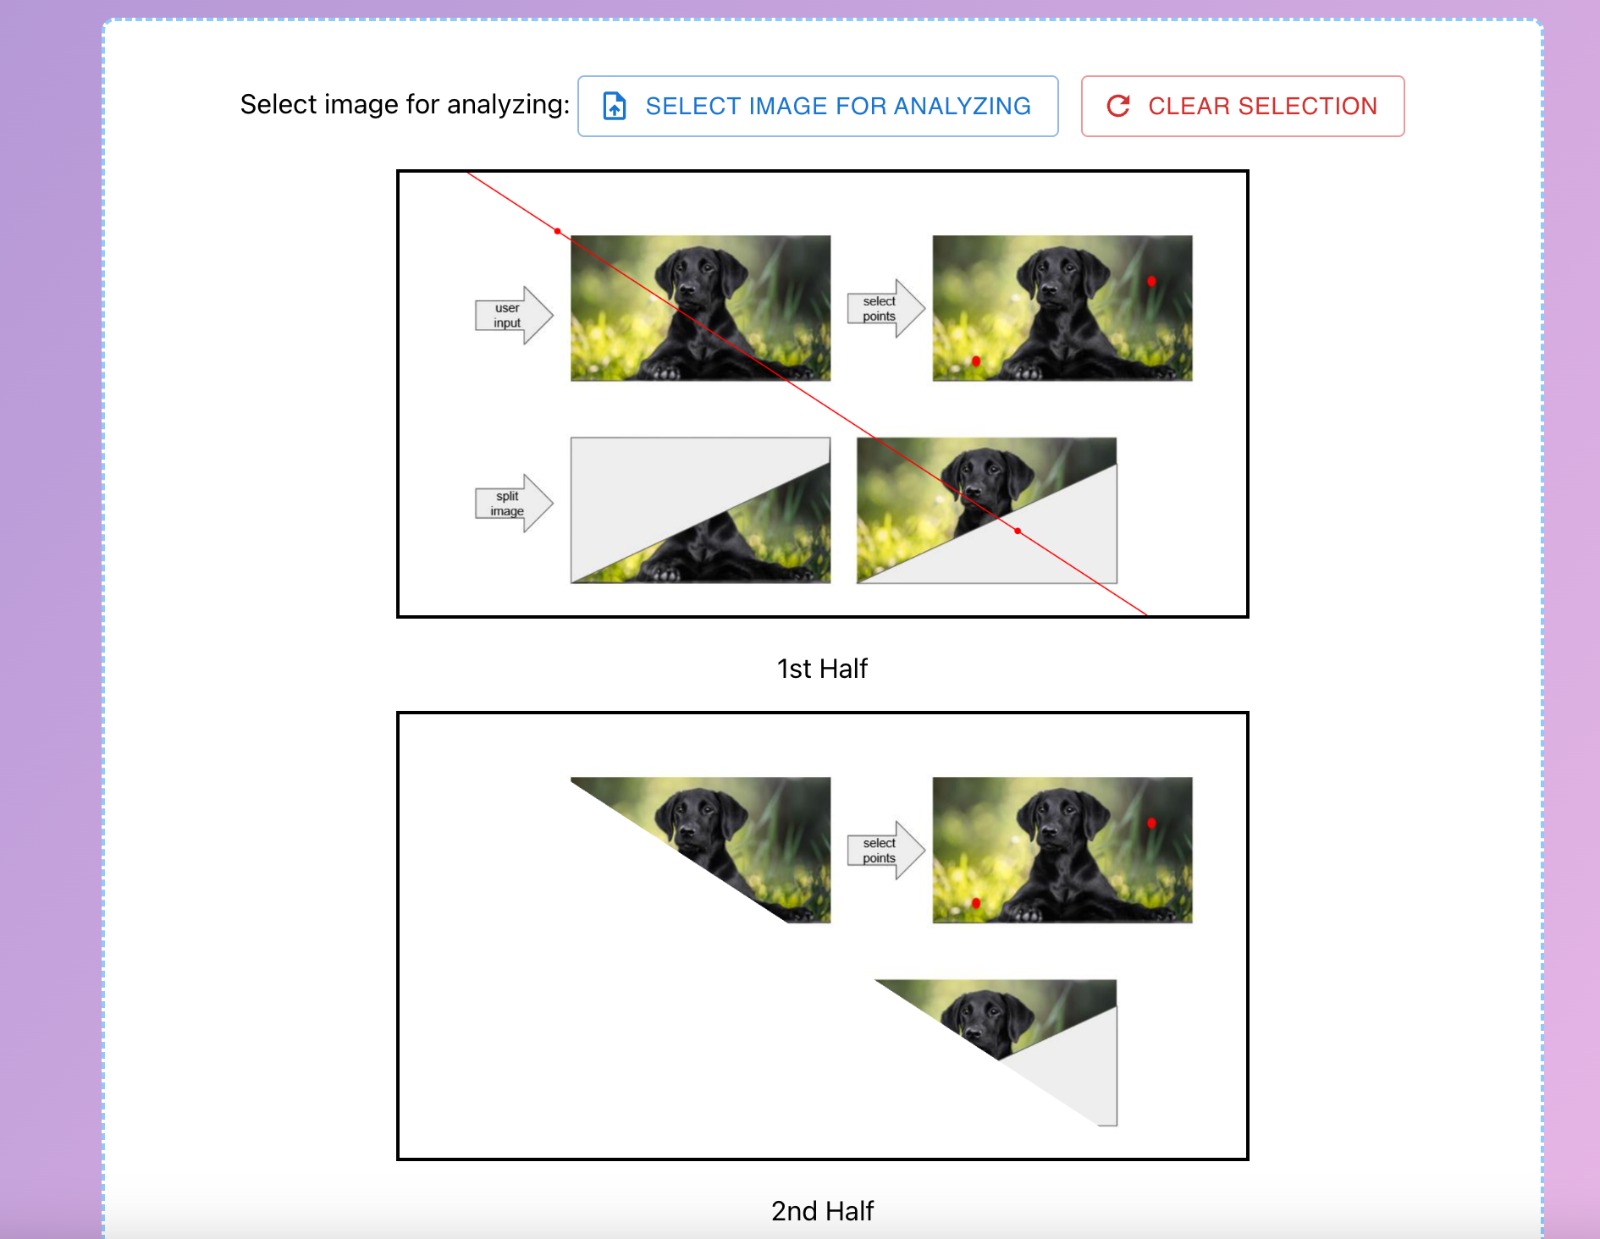 Select image for analyzing: SELECT IMAGE FOR ANALYZING CLEAR SELECTION
user
input
select
points
split
image
1st Half
select
points
2nd Half